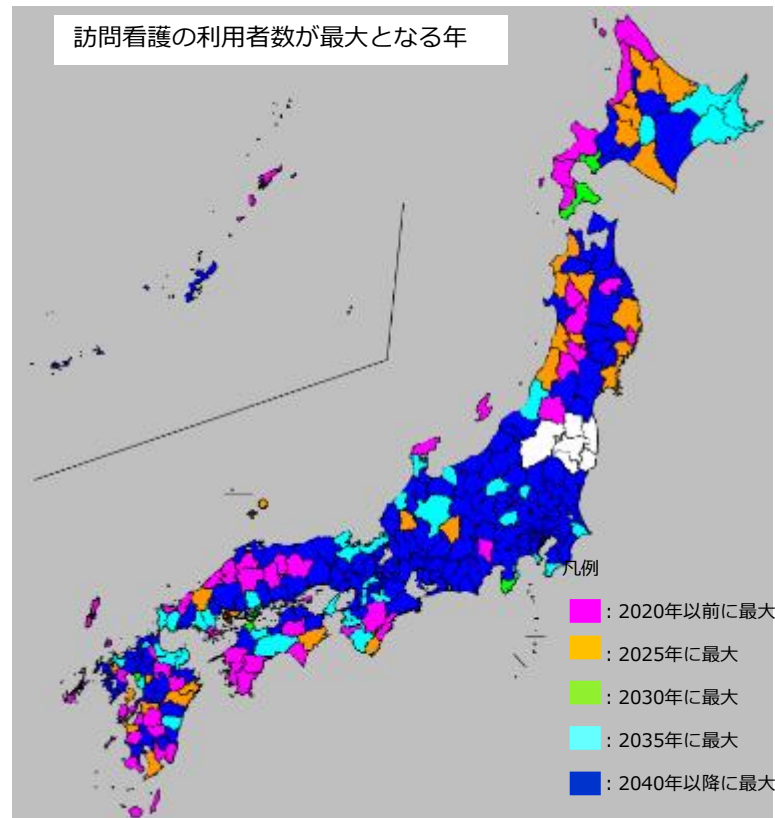 訪問看護の利用者数が最大となる年
凡例
：2020年以前に最大
：2025年に最大
：2030年に最大
：2035年に最大
：2040年以降に最大